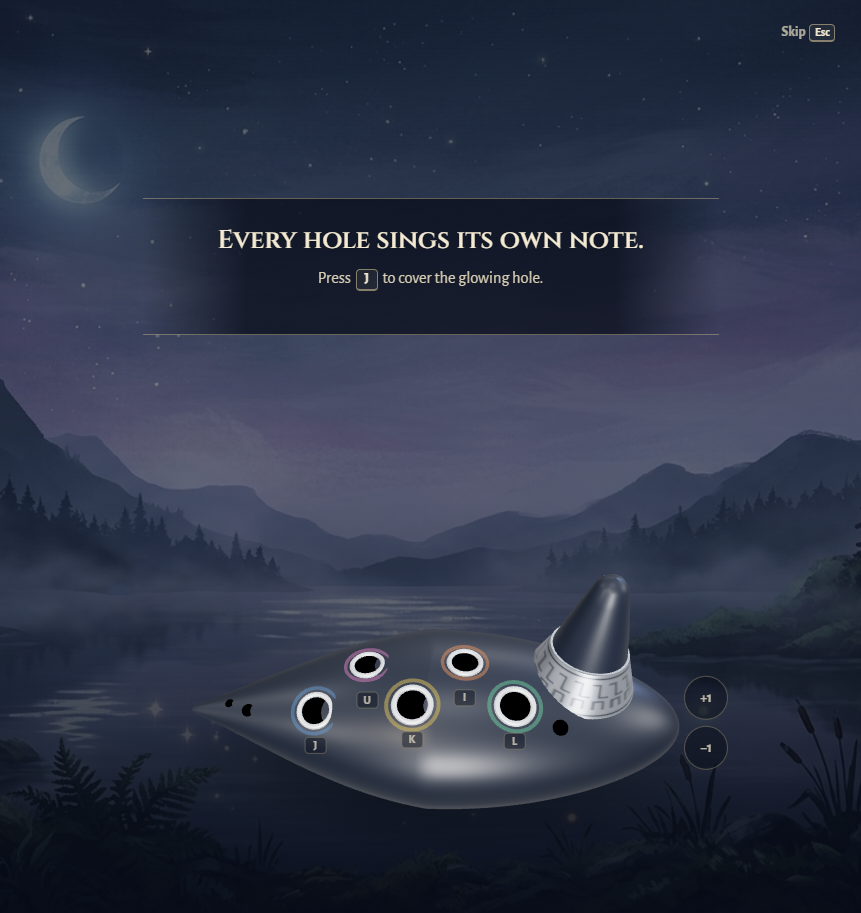 Skip Esc
Every hole sings its own note.
Press J to cover the glowing hole.
U
I
J
K
L
+1
−1